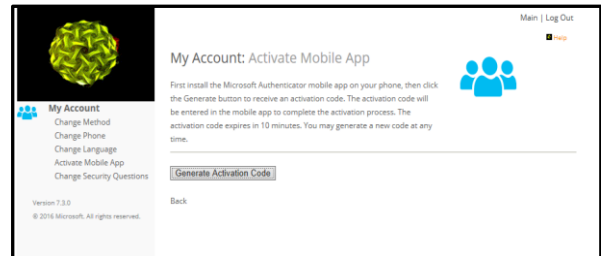 Main | Log Out
Help
My Account: Activate Mobile App
First install the Microsoft Authenticator mobile app on your phone, then click
the Generate button to receive an activation code. The activation code will
be entered in the mobile app to complete the activation process. The
activation code expires in 10 minutes. You may generate a new code at any
time.
Generate Activation Code
Back
My Account
Change Method
Change Phone
Change Language
Activate Mobile App
Change Security Questions
Version 7.3.0
© 2016 Microsoft. All rights reserved.